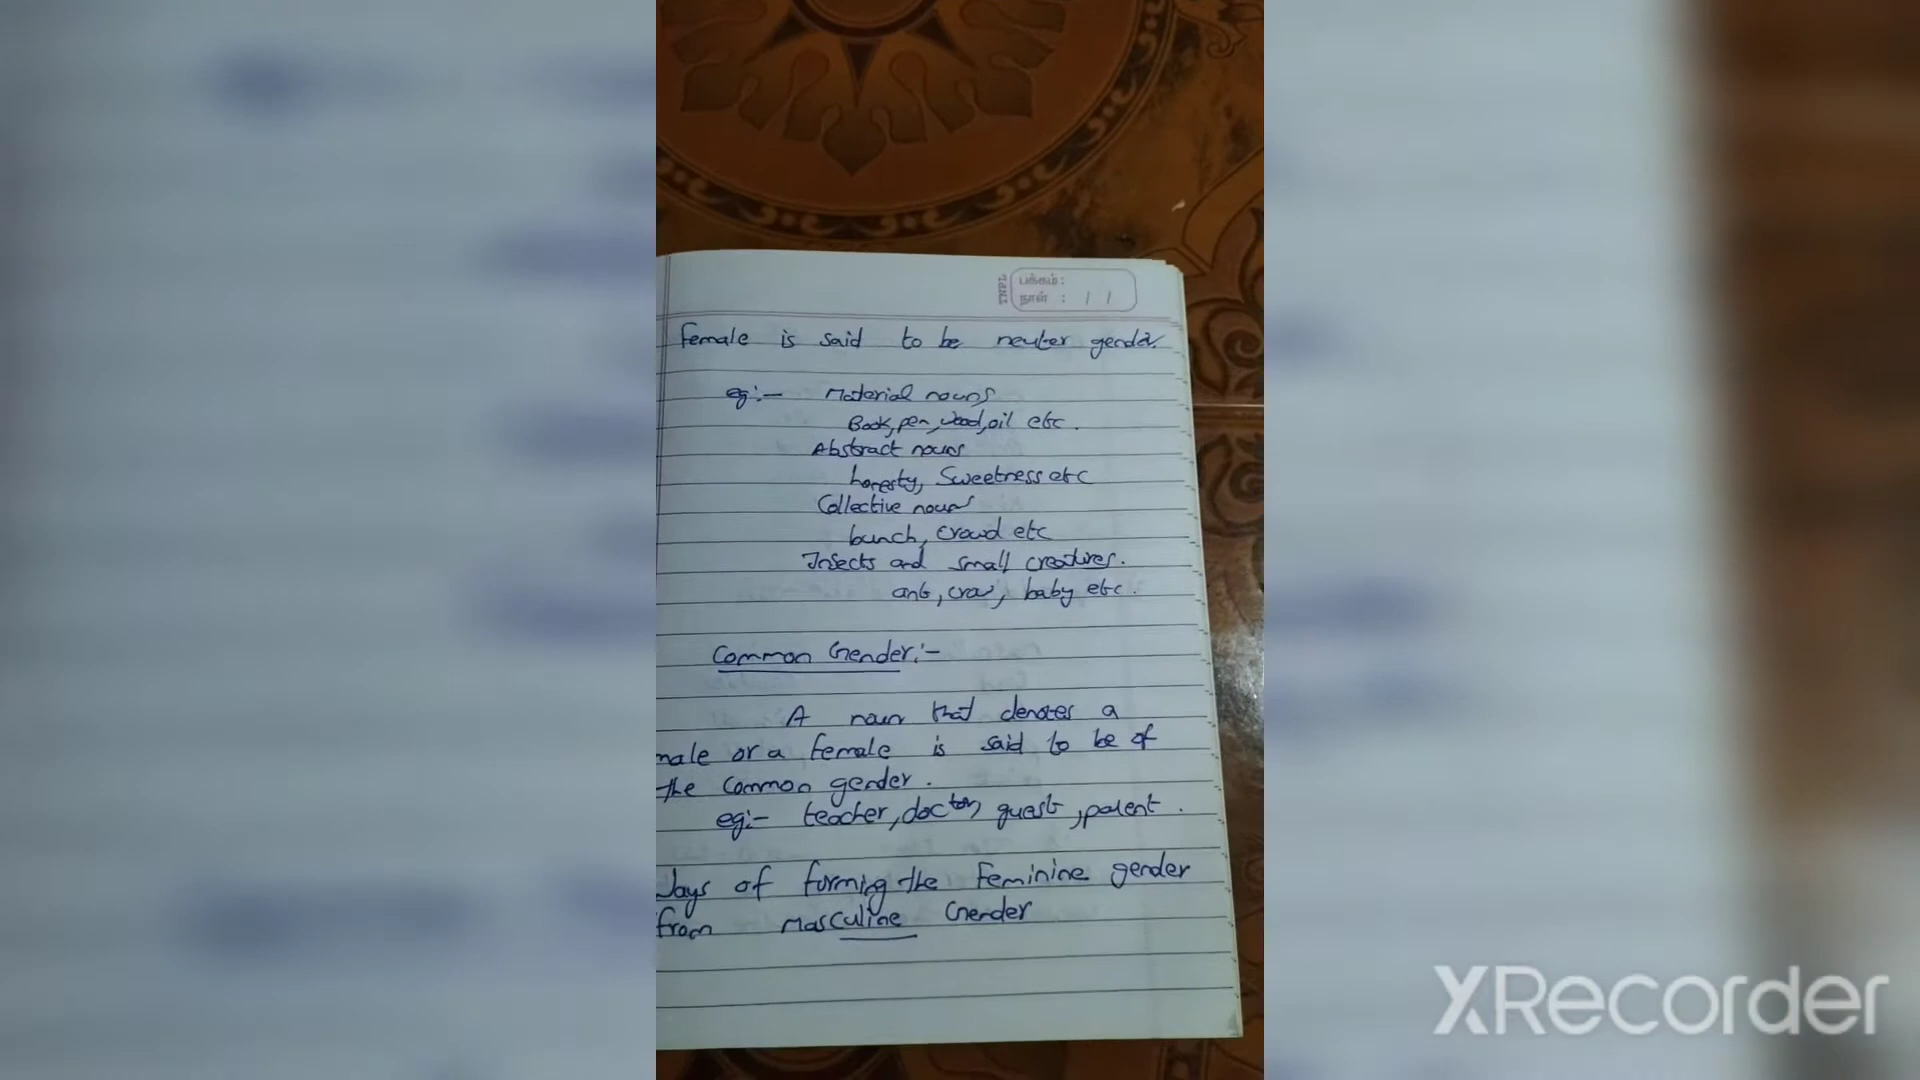 TNPL
பக்கம் :
நாள் : / /
Female is said to be neuter gender.
eg:- Material nouns
Book, pen, wood, oil etc.
Abstract nouns
honesty, Sweetness etc
Collective nouns
bunch, crowd etc
Insects and small creatures.
ant, crow, baby etc.
Common Gender:-
A noun that denotes a
male or a female is said to be of
the common gender.
eg:- teacher, doctor, guest, parent.
Ways of forming the Feminine gender
from Masculine Gender
XRecorder